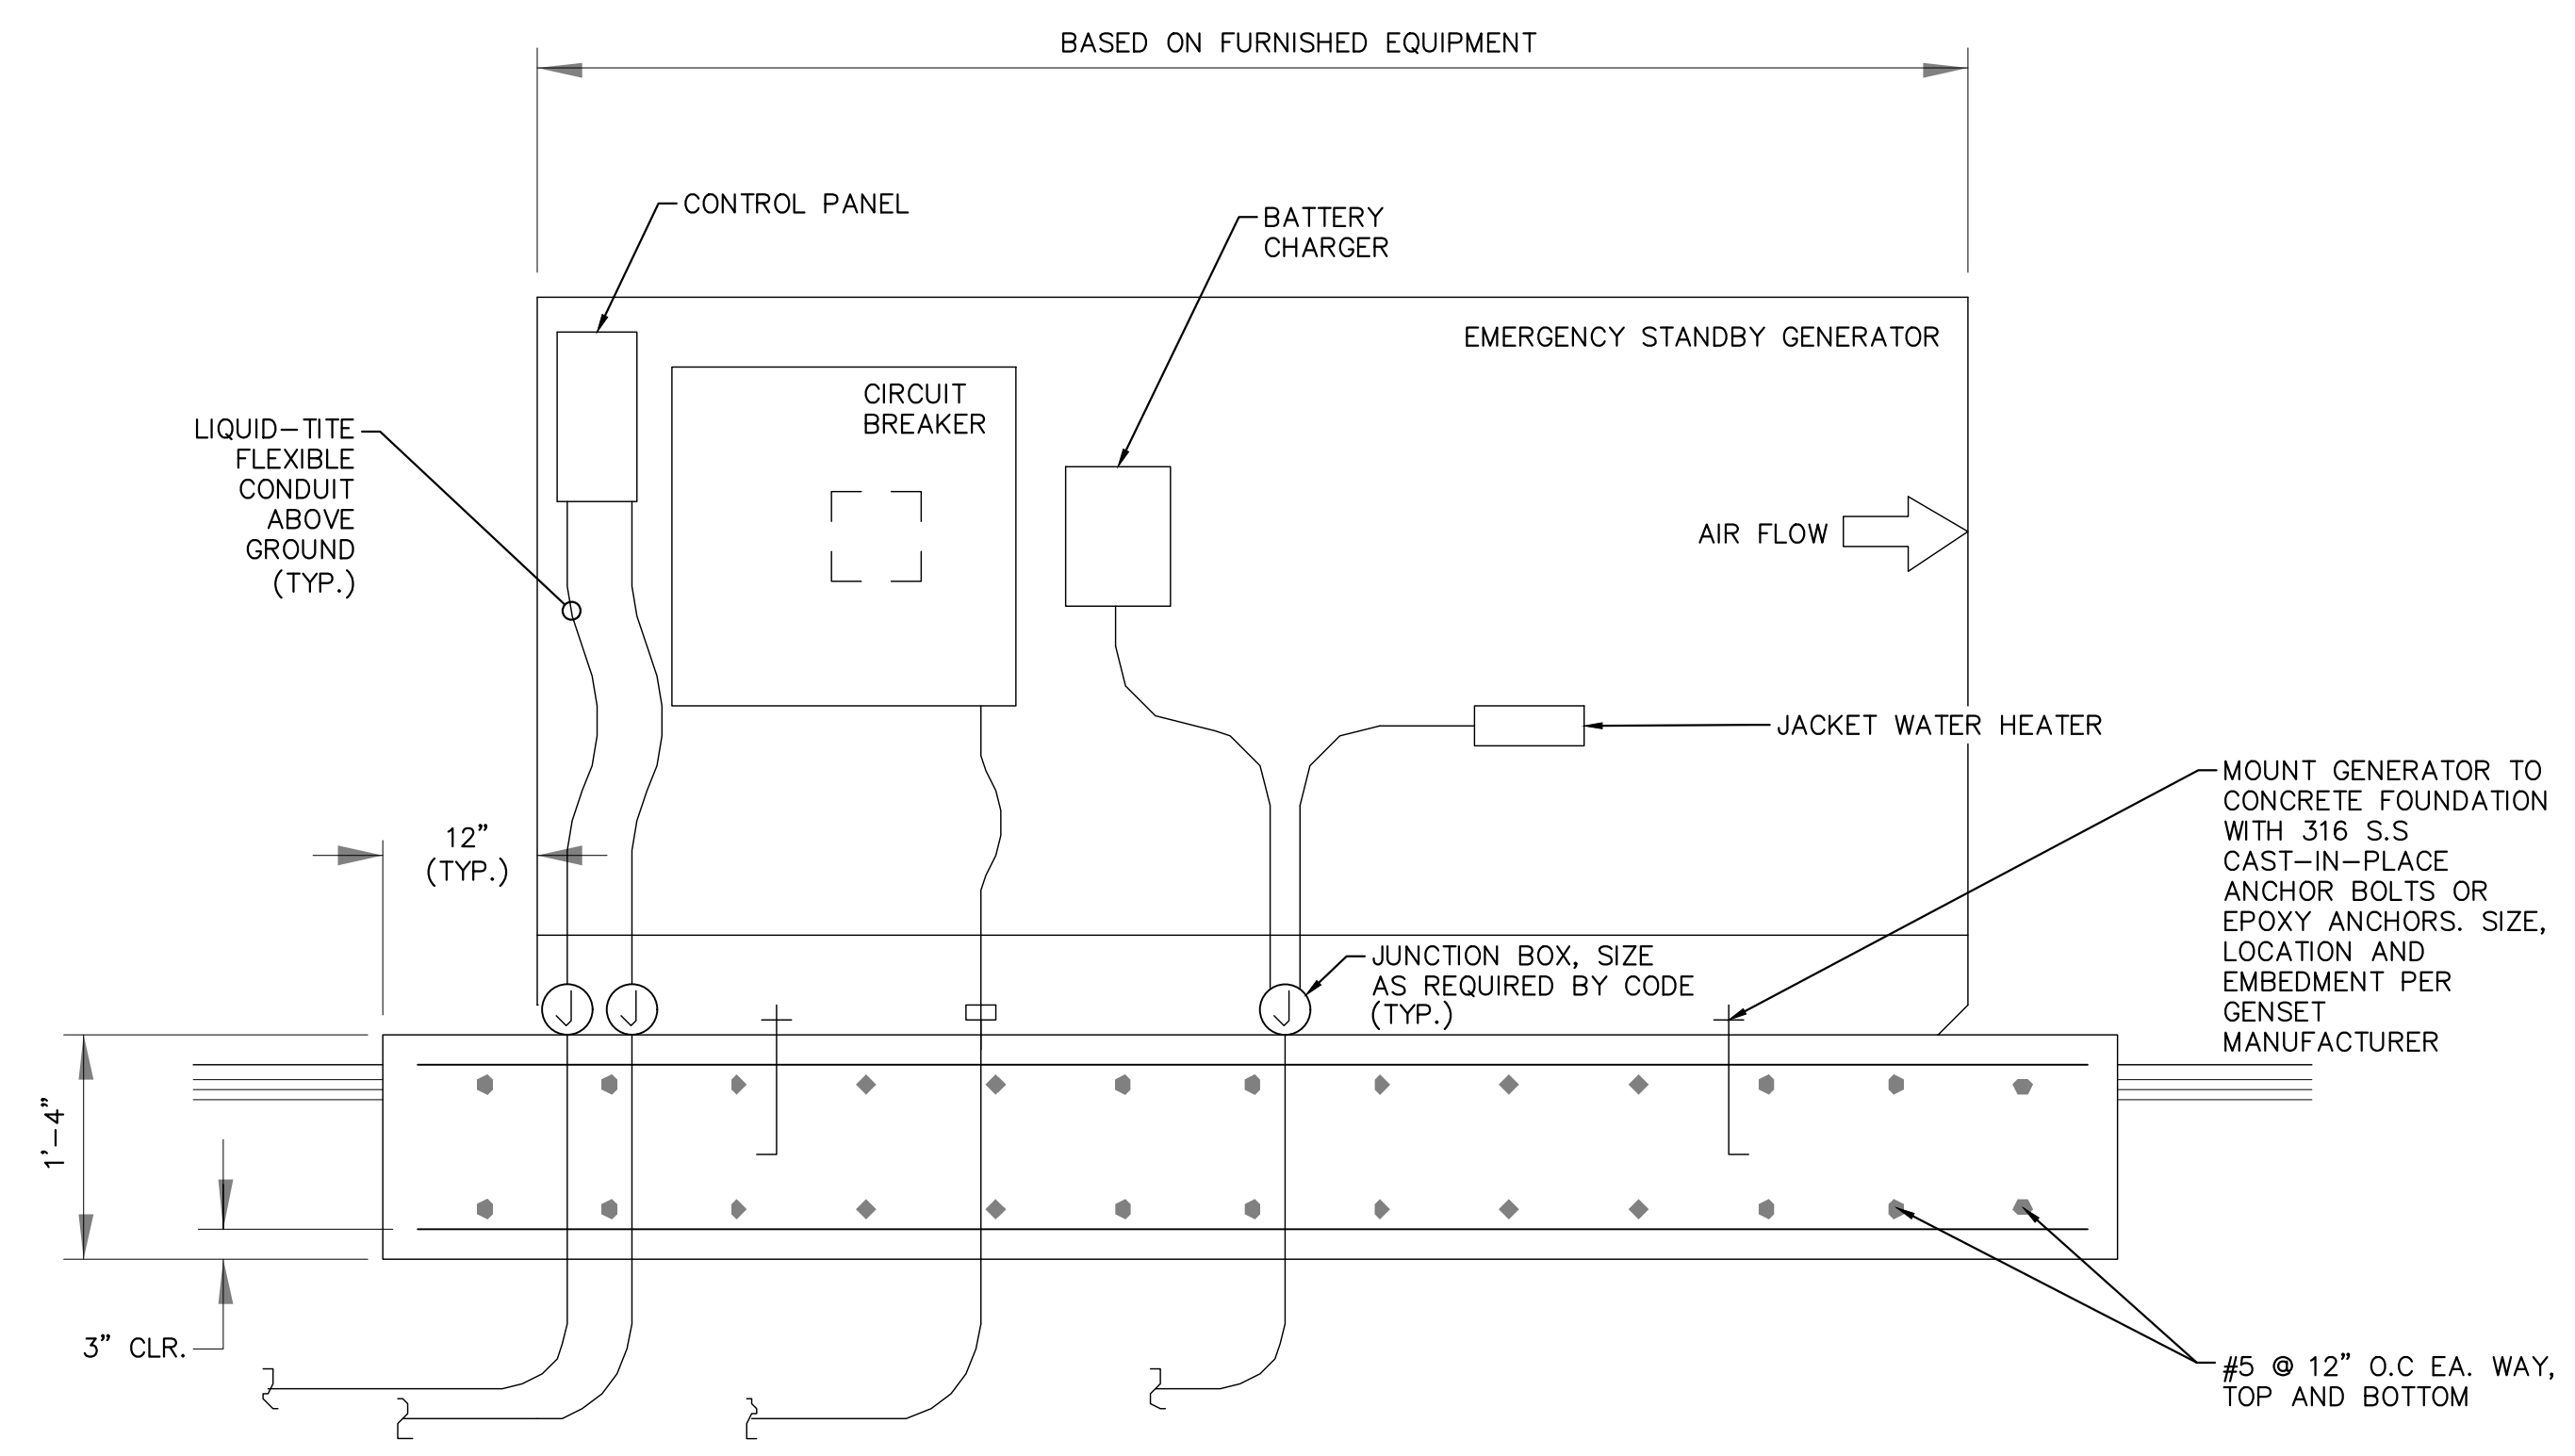 BASED ON FURNISHED EQUIPMENT
CONTROL PANEL
BATTERY
CHARGER
EMERGENCY STANDBY GENERATOR
CIRCUIT
BREAKER
LIQUID-TITE
FLEXIBLE
CONDUIT
ABOVE
GROUND
(TYP.)
AIR FLOW
JACKET WATER HEATER
MOUNT GENERATOR TO
CONCRETE FOUNDATION
WITH 316 S.S
CAST-IN-PLACE
ANCHOR BOLTS OR
EPOXY ANCHORS. SIZE,
LOCATION AND
EMBEDMENT PER
GENSET
MANUFACTURER
12"
(TYP.)
JUNCTION BOX, SIZE
AS REQUIRED BY CODE
(TYP.)
J
J
J
1'-4"
3" CLR.
#5 @ 12" O.C EA. WAY,
TOP AND BOTTOM